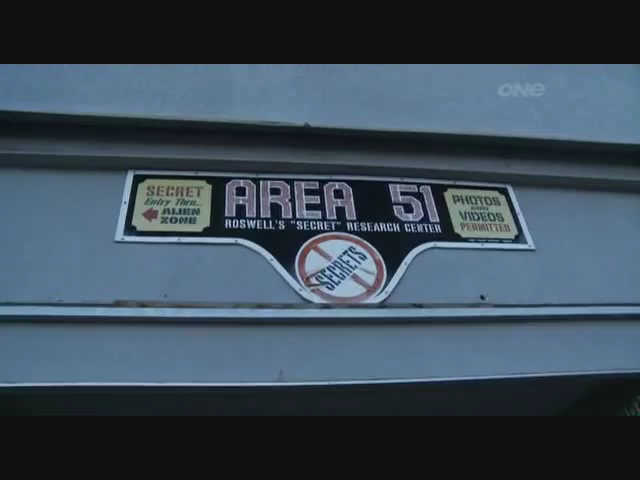 ONE
SECRET
Entry Thru...
ALIEN
ZONE
AREA 51
ROSWELL'S "SECRET" RESEARCH CENTER
SECRETS
PHOTOS
AND
VIDEOS
PERMITTED